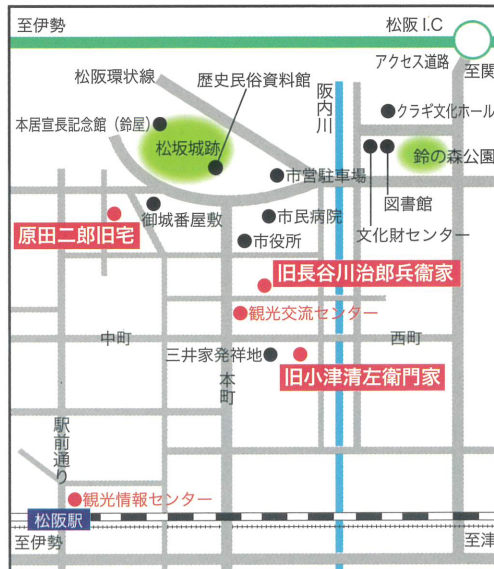 至伊勢
松阪I.C
アクセス道路
至関
松阪環状線
歴史民俗資料館
阪内川
クラギ文化ホール
本居宣長記念館（鈴屋）
松坂城跡
鈴の森公園
市営駐車場
図書館
御城番屋敷
市民病院
文化財センター
原田二郎旧宅
市役所
旧長谷川治郎兵衛家
観光交流センター
中町
西町
三井家発祥地
旧小津清左衛門家
本町
駅前通り
観光情報センター
松阪駅
至伊勢
至津